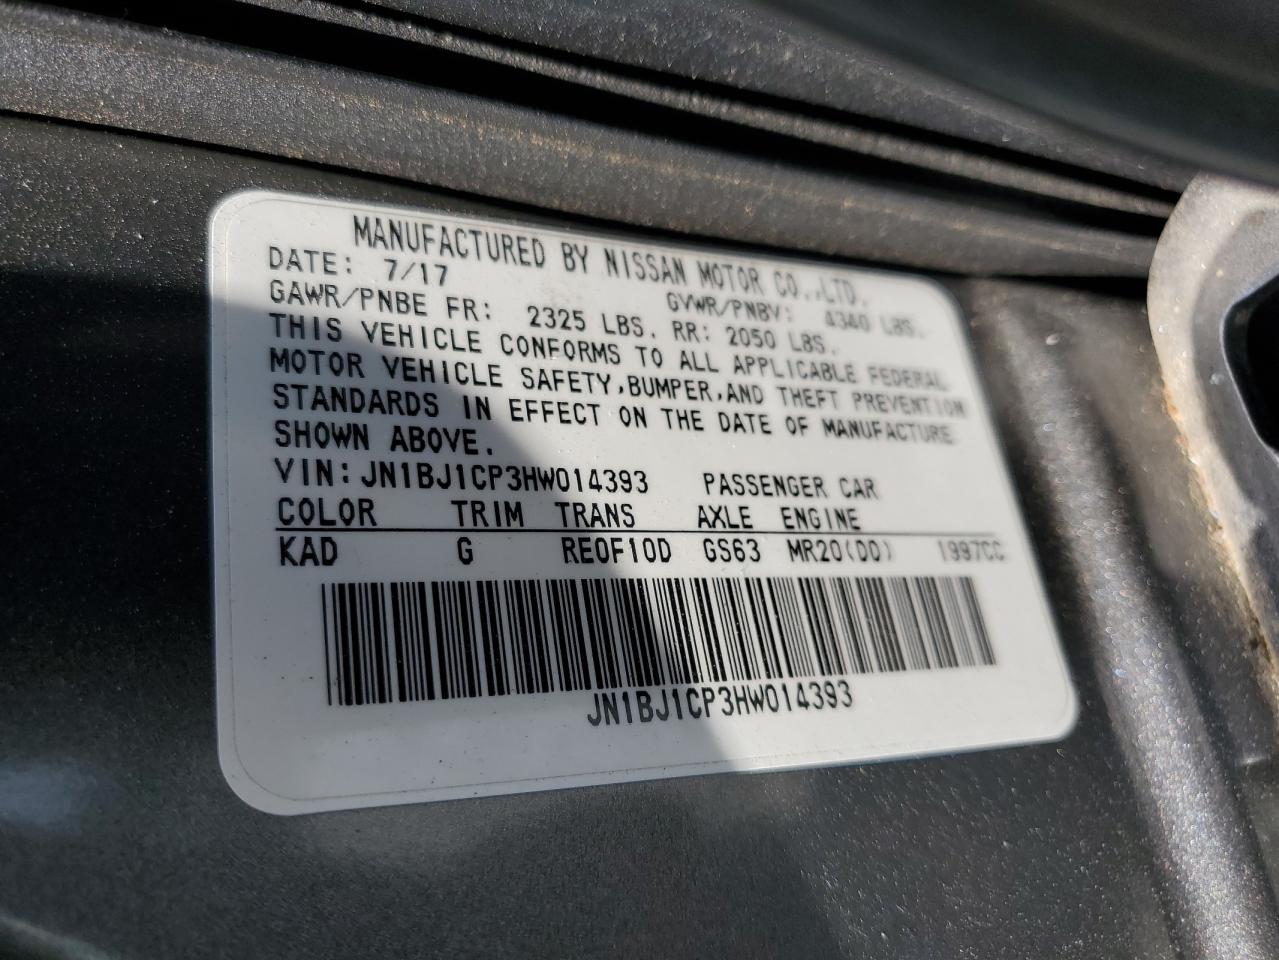 MANUFACTURED BY NISSAN MOTOR CO.,LTD.
DATE: 7/17 GVWR/PNBV: 4340 LBS.
GAWR/PNBE FR: 2325 LBS. RR: 2050 LBS.
THIS VEHICLE CONFORMS TO ALL APPLICABLE FEDERAL
MOTOR VEHICLE SAFETY,BUMPER,AND THEFT PREVENTION
STANDARDS IN EFFECT ON THE DATE OF MANUFACTURE
SHOWN ABOVE.
VIN:JN1BJ1CP3HW014393 PASSENGER CAR
COLOR TRIM TRANS AXLE ENGINE
KAD G RE0F10D GS63 MR20(DD) 1997CC
JN1BJ1CP3HW014393